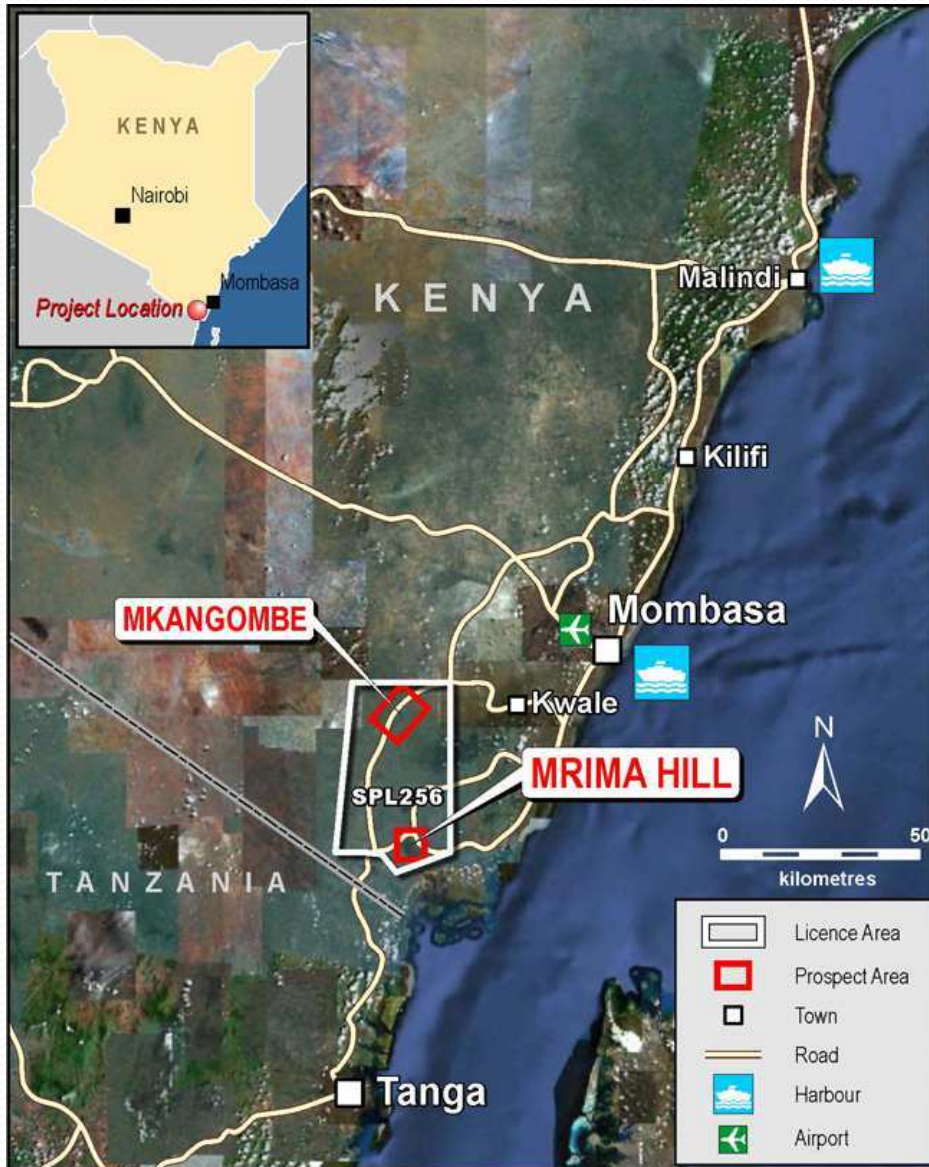 KENYA
Nairobi
Mombasa
Project Location
KENYA
Malindi
Kilifi
MKANGOMBE
Mombasa
Kwale
MRIMA HILL
SPL256
N
0 50
kilometres
TANZANIA
Tanga
Licence Area
Prospect Area
Town
Road
Harbour
Airport